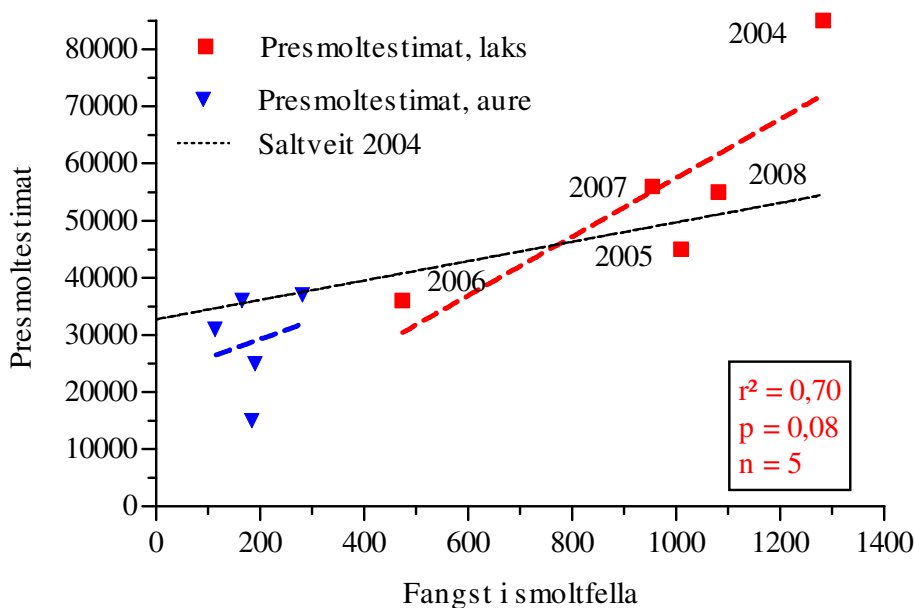 Presmoltestimat, laks
Presmoltestimat, aure
Saltveit 2004
2004
2007
2008
2005
2006
r² = 0,70
p = 0,08
n = 5
Presmoltestimat
80000
70000
60000
50000
40000
30000
20000
10000
0
0 200 400 600 800 1000 1200 1400
Fangst i smoltfella